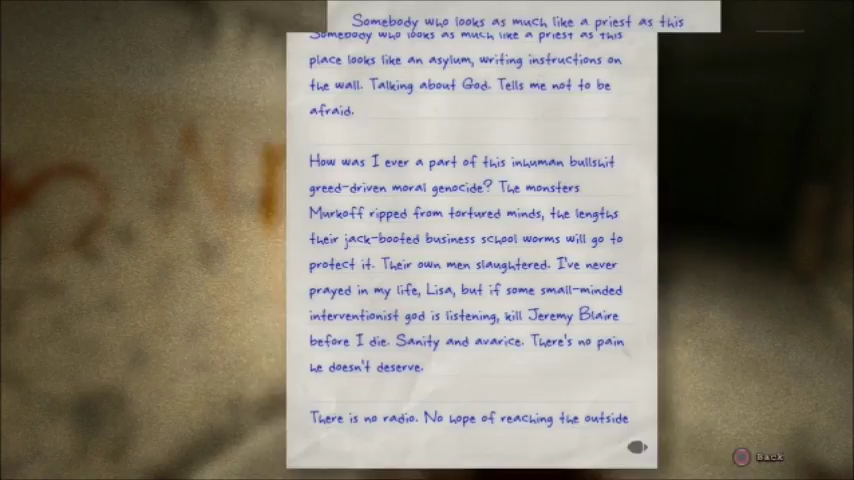 Somebody who looks as much like a priest as this
Somebody who looks as much like a priest as this
place looks like an asylum, writing instructions on
the wall. Talking about God. Tells me not to be
afraid.
How was I ever a part of this inhuman bullshit
greed-driven moral genocide? The monsters
Murkoff ripped from tortured minds, the lengths
their jack-booted business school worms will go to
protect it. Their own men slaughtered. I've never
prayed in my life, Lisa, but if some small-minded
interventionist god is listening, kill Jeremy Blaire
before I die. Sanity and avarice. There's no pain
he doesn't deserve.
There is no radio. No hope of reaching the outside
Back